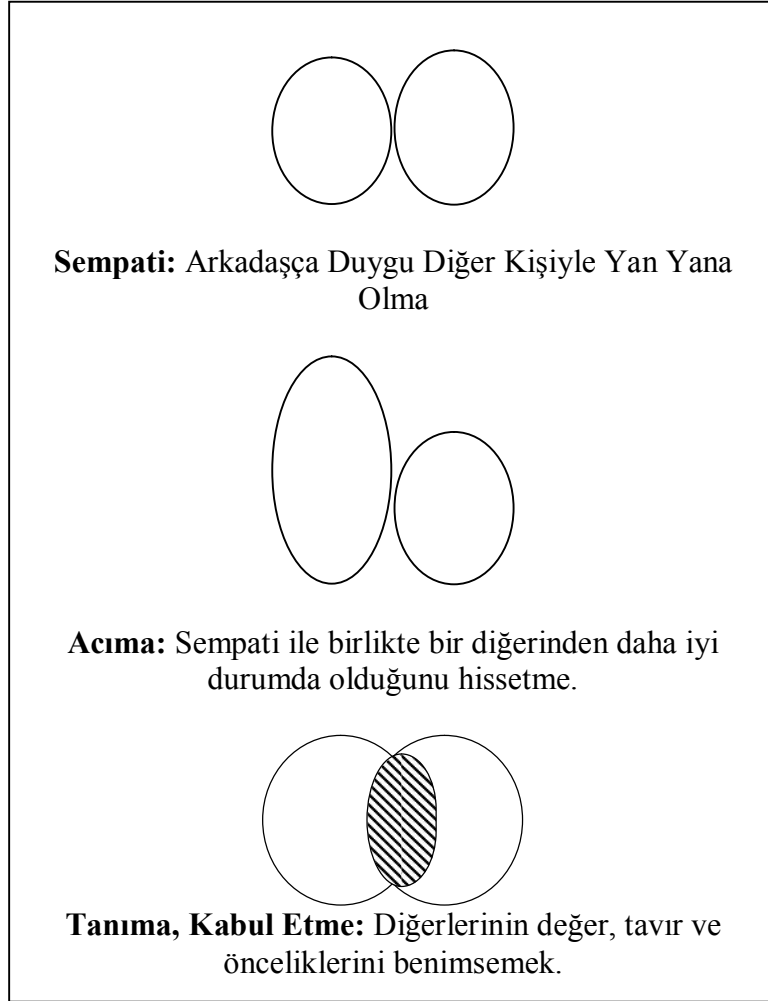 Sempati: Arkadaşça Duygu Diğer Kişiyle Yan Yana
Olma
Acıma: Sempati ile birlikte bir diğerinden daha iyi
durumda olduğunu hissetme.
Tanıma, Kabul Etme: Diğerlerinin değer, tavır ve
önceliklerini benimsemek.